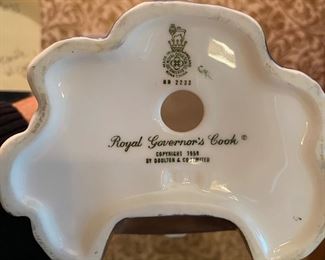 HN 2233
Royal Governor's Cook ©
COPYRIGHT 1959
BY DOULTON & CO LIMITED